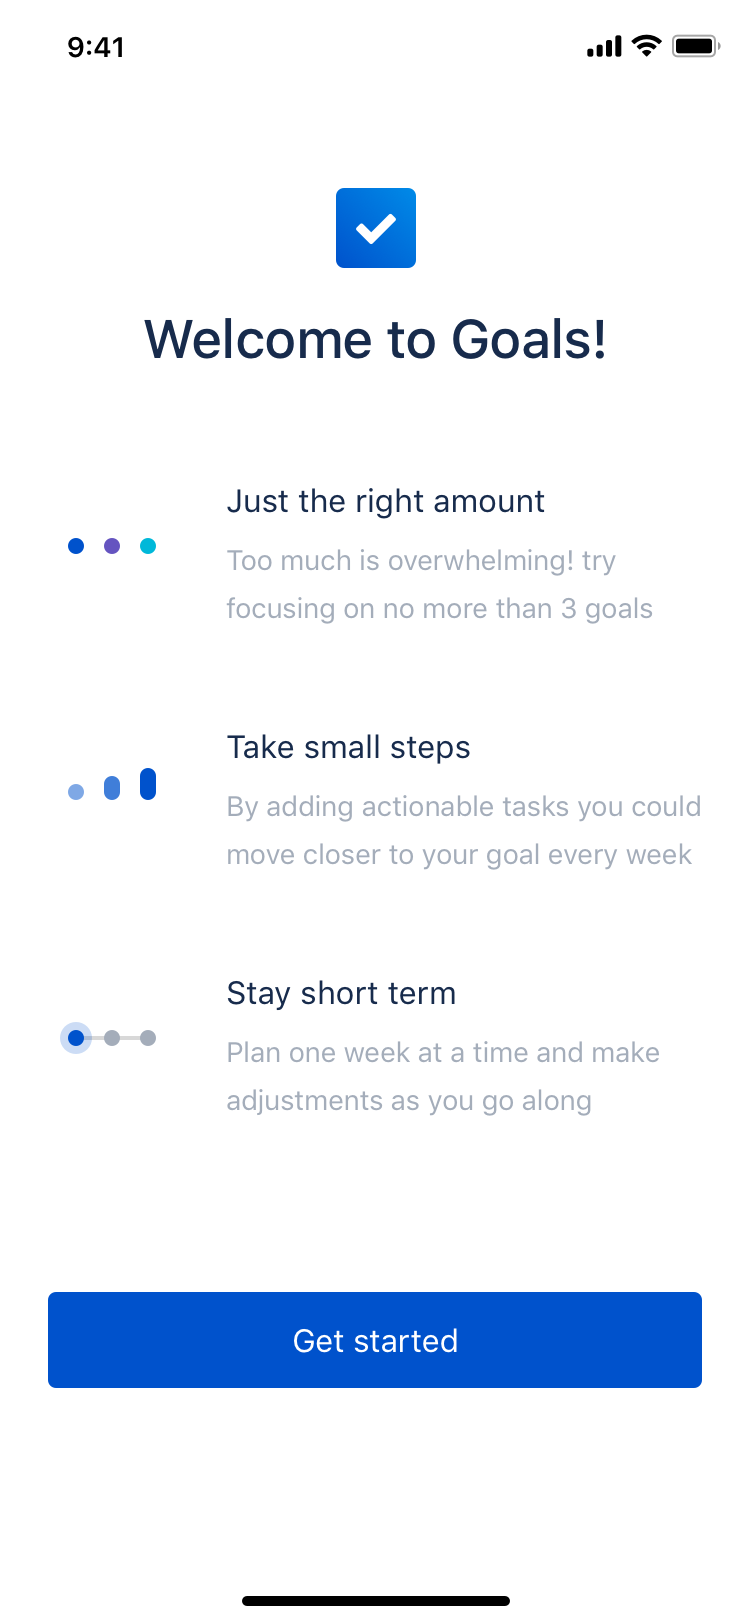 9:41
Welcome to Goals!
Just the right amount
Too much is overwhelming! try
focusing on no more than 3 goals
Take small steps
By adding actionable tasks you could
move closer to your goal every week
Stay short term
Plan one week at a time and make
adjustments as you go along
Get started